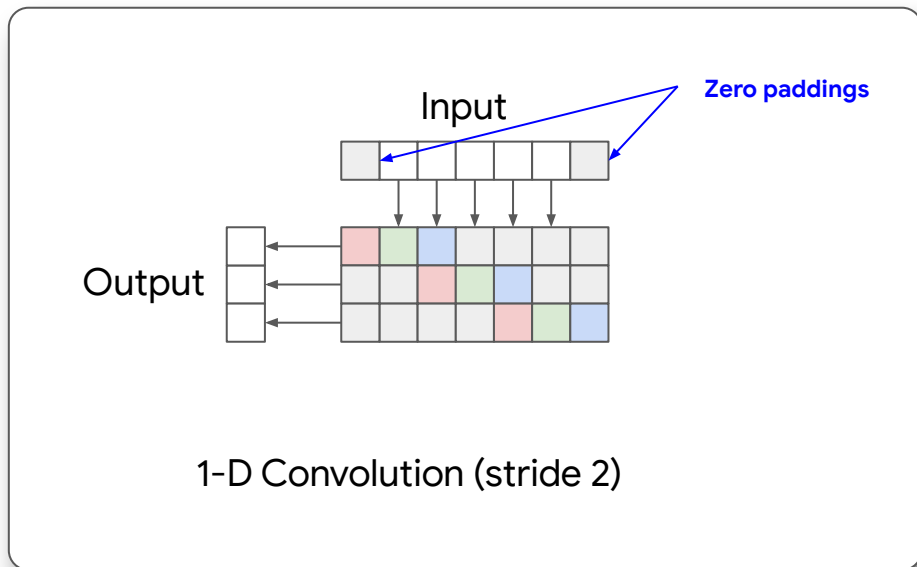 Zero paddings
Input
Output
1-D Convolution (stride 2)